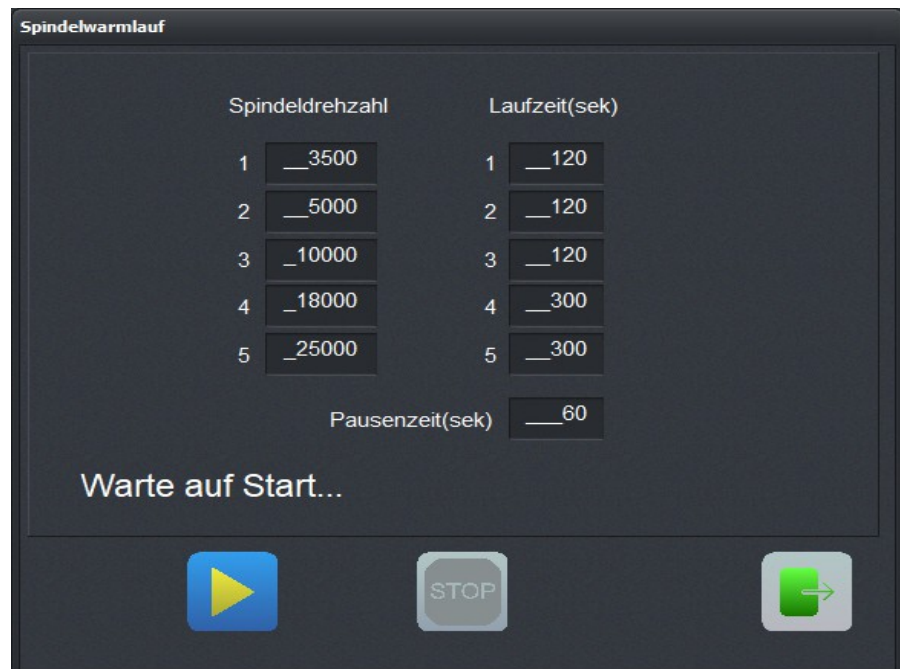 Spindelwarmlauf
Spindeldrehzahl Laufzeit(sek)
1 __3500 1 __120
2 __5000 2 __120
3 _10000 3 __120
4 _18000 4 __300
5 _25000 5 __300
Pausenzeit(sek) ___60
Warte auf Start...
STOP